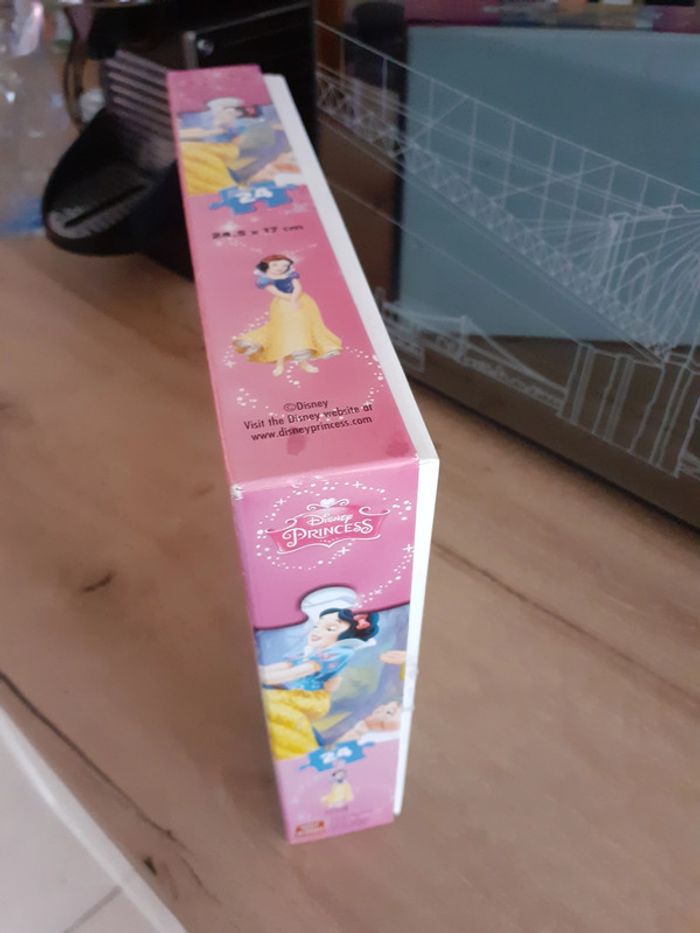 24
24,5 x 17 cm
©Disney
Visit the Disney website at
www.disneyprincess.com
Disney
PRINCESS
24